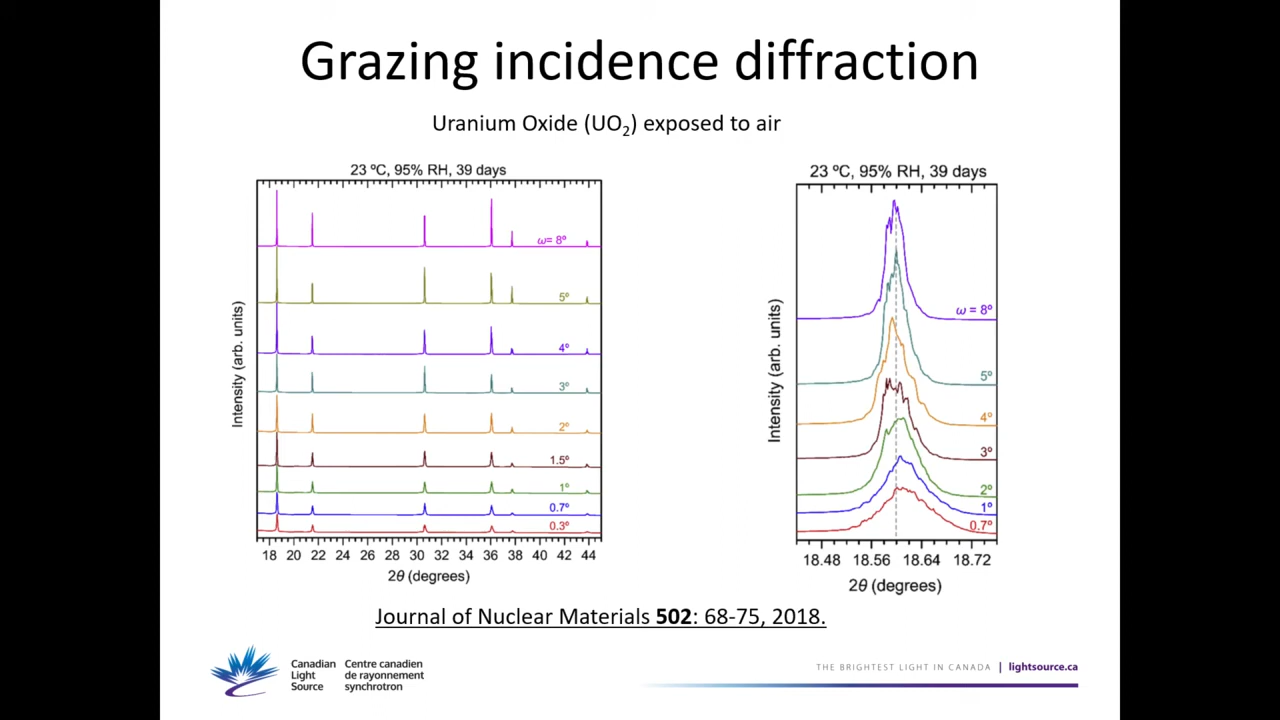 Grazing incidence diffraction
Uranium Oxide (UO₂) exposed to air
23 ºC, 95% RH, 39 days
Intensity (arb. units)
ω= 8º
5º
4º
3º
2º
1.5º
1º
0.7º
0.3º
18 20 22 24 26 28 30 32 34 36 38 40 42 44
2θ (degrees)
23 ºC, 95% RH, 39 days
Intensity (arb. units)
ω = 8º
5º
4º
3º
2º
1º
0.7º
18.48 18.56 18.64 18.72
2θ (degrees)
Journal of Nuclear Materials 502: 68-75, 2018.
Canadian
Light
Source
Centre canadien
de rayonnement
synchrotron
THE BRIGHTEST LIGHT IN CANADA | lightsource.ca